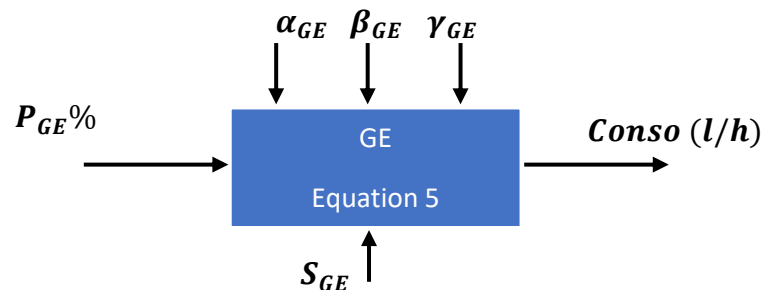 α_GE β_GE γ_GE
P_GE%
GE
Conso (l/h)
Equation 5
S_GE